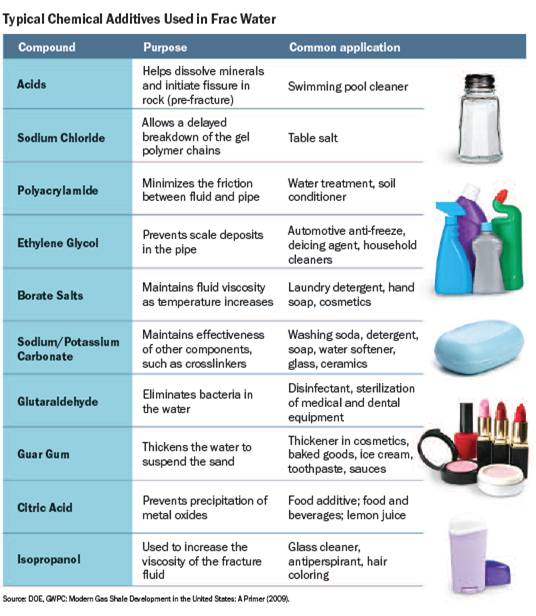 Typical Chemical Additives Used in Frac Water
Compound Purpose Common application
Acids
Helps dissolve minerals
and initiate fissure in
rock (pre-fracture)
Swimming pool cleaner
Sodium Chloride
Allows a delayed
breakdown of the gel
polymer chains
Table salt
Polyacrylamide
Minimizes the friction
between fluid and pipe
Water treatment, soil
conditioner
Ethylene Glycol
Prevents scale deposits
in the pipe
Automotive anti-freeze,
deicing agent, household
cleaners
Borate Salts
Maintains fluid viscosity
as temperature increases
Laundry detergent, hand
soap, cosmetics
Sodium/Potassium
Carbonate
Maintains effectiveness
of other components,
such as crosslinkers
Washing soda, detergent,
soap, water softener,
glass, ceramics
Glutaraldehyde
Eliminates bacteria in
the water
Disinfectant, sterilization
of medical and dental
equipment
Guar Gum
Thickens the water to
suspend the sand
Thickener in cosmetics,
baked goods, ice cream,
toothpaste, sauces
Citric Acid
Prevents precipitation of
metal oxides
Food additive; food and
beverages; lemon juice
Isopropanol
Used to increase the
viscosity of the fracture
fluid
Glass cleaner,
antiperspirant, hair
coloring
Source: DOE, GWPC: Modern Gas Shale Development in the United States: A Primer (2009).